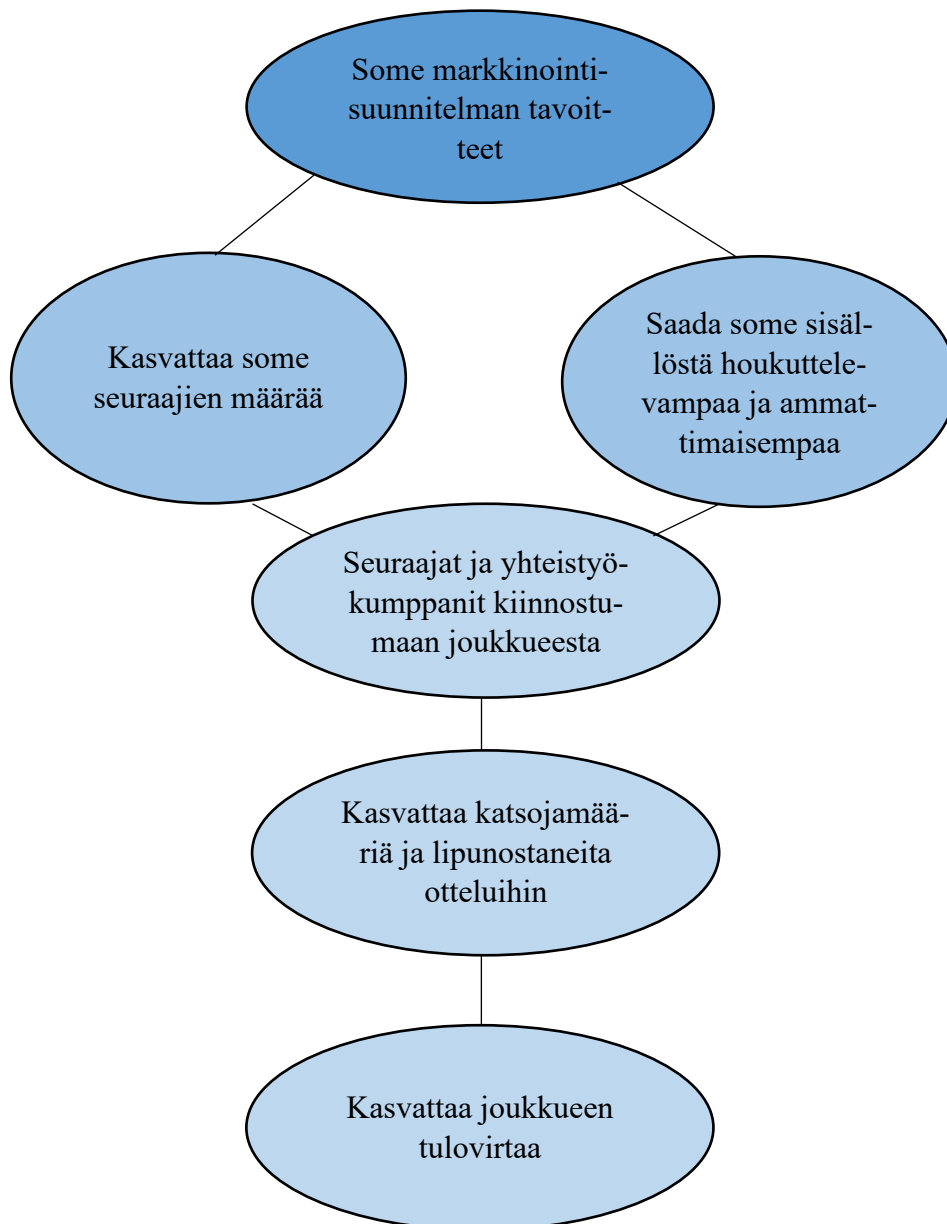 Some markkinointi-
suunnitelman tavoit-
teet
Kasvattaa some
seuraajien määrää
Saada some sisäl-
löstä houkuttele-
vampaa ja ammat-
timaisempaa
Seuraajat ja yhteistyö-
kumppanit kiinnostu-
maan joukkueesta
Kasvattaa katsojamää-
riä ja lipunostaneita
otteluihin
Kasvattaa joukkueen
tulovirtaa